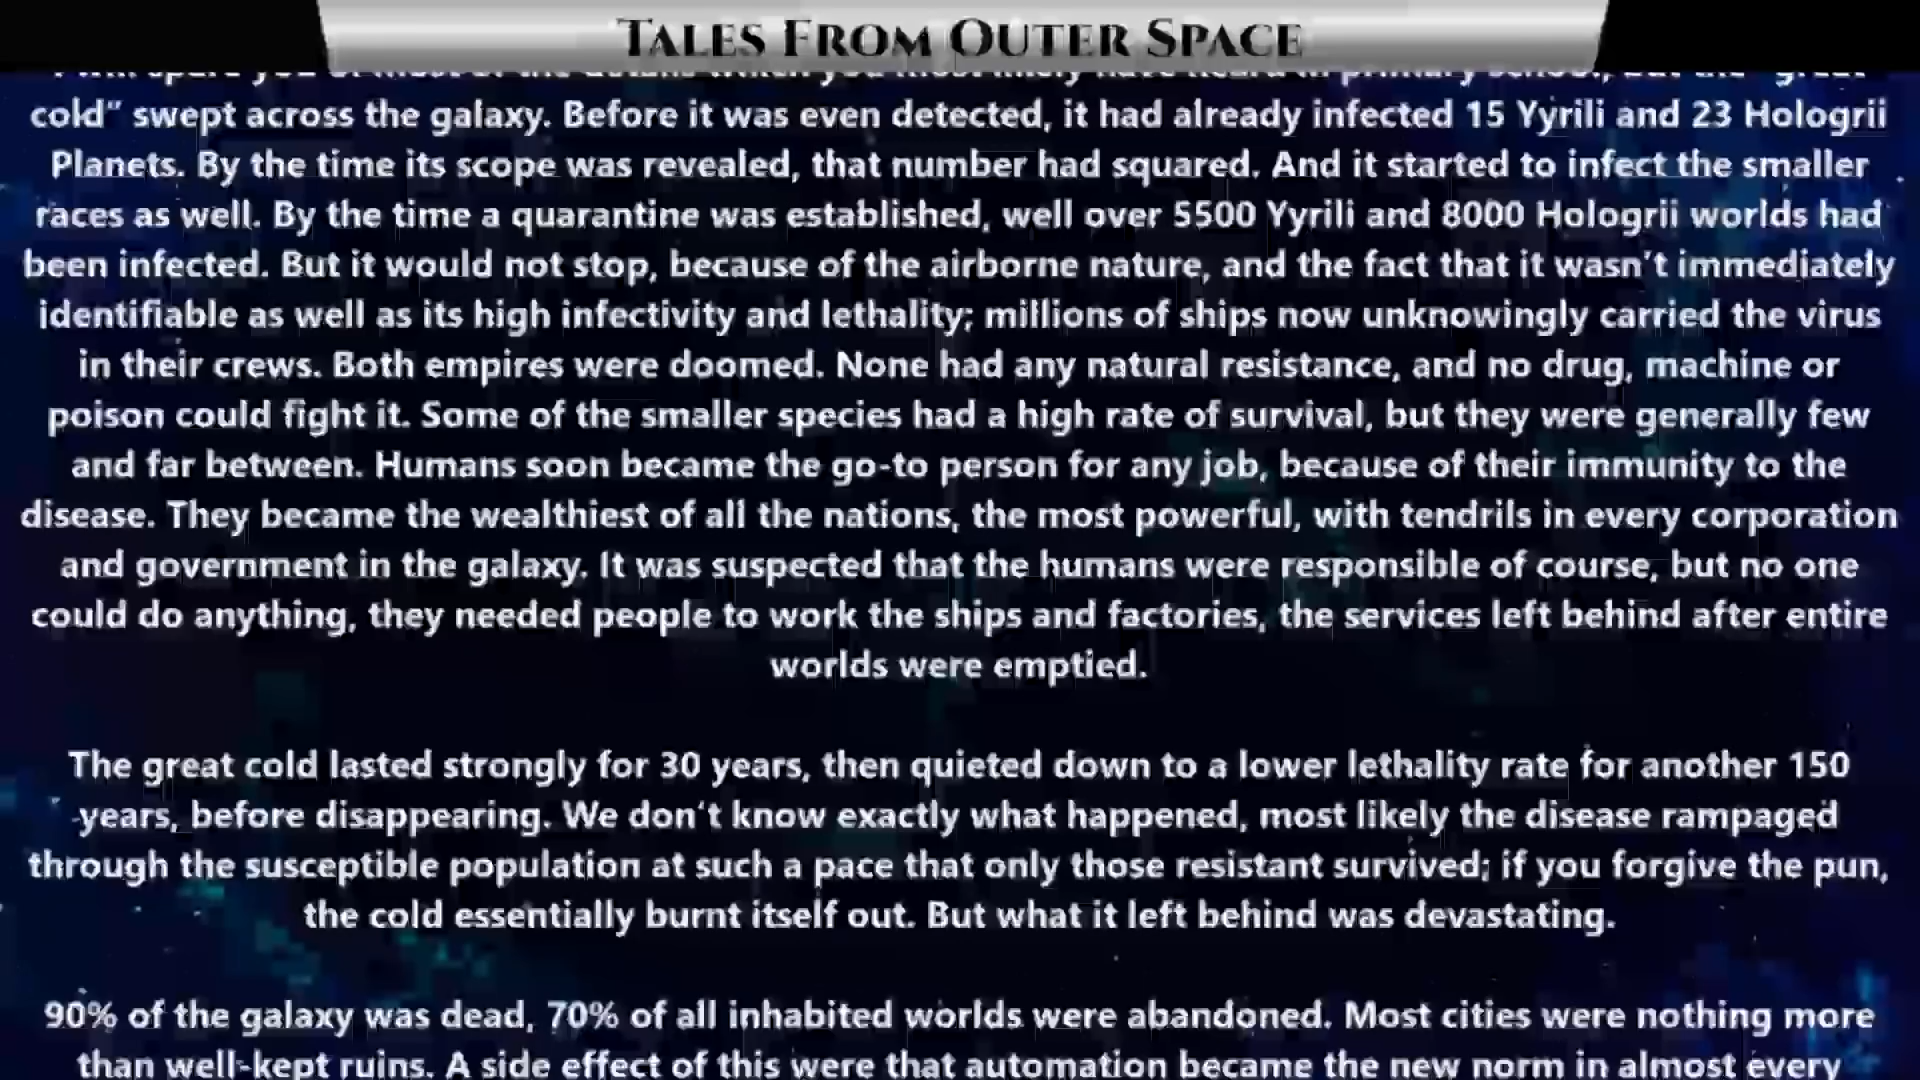 TALES FROM OUTER SPACE
cold” swept across the galaxy. Before it was even detected, it had already infected 15 Yyrili and 23 Hologrii
Planets. By the time its scope was revealed, that number had squared. And it started to infect the smaller
races as well. By the time a quarantine was established, well over 5500 Yyrili and 8000 Hologrii worlds had
been infected. But it would not stop, because of the airborne nature, and the fact that it wasn’t immediately
identifiable as well as its high infectivity and lethality; millions of ships now unknowingly carried the virus
in their crews. Both empires were doomed. None had any natural resistance, and no drug, machine or
poison could fight it. Some of the smaller species had a high rate of survival, but they were generally few
and far between. Humans soon became the go-to person for any job, because of their immunity to the
disease. They became the wealthiest of all the nations, the most powerful, with tendrils in every corporation
and government in the galaxy. It was suspected that the humans were responsible of course, but no one
could do anything, they needed people to work the ships and factories, the services left behind after entire
worlds were emptied.
The great cold lasted strongly for 30 years, then quieted down to a lower lethality rate for another 150
years, before disappearing. We don’t know exactly what happened, most likely the disease rampaged
through the susceptible population at such a pace that only those resistant survived; if you forgive the pun,
the cold essentially burnt itself out. But what it left behind was devastating.
90% of the galaxy was dead, 70% of all inhabited worlds were abandoned. Most cities were nothing more
than well-kept ruins. A side effect of this were that automation became the new norm in almost every